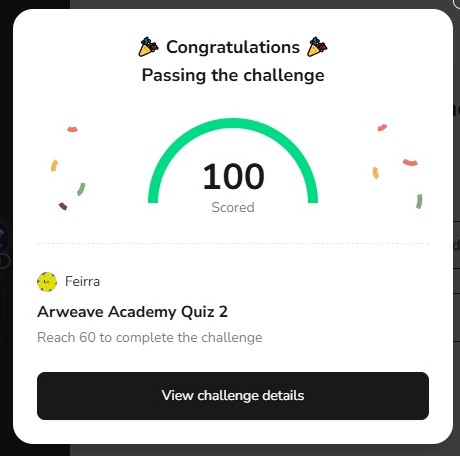 🎉 Congratulations 🎉
Passing the challenge
100
Scored
Feirra
Arweave Academy Quiz 2
Reach 60 to complete the challenge
View challenge details